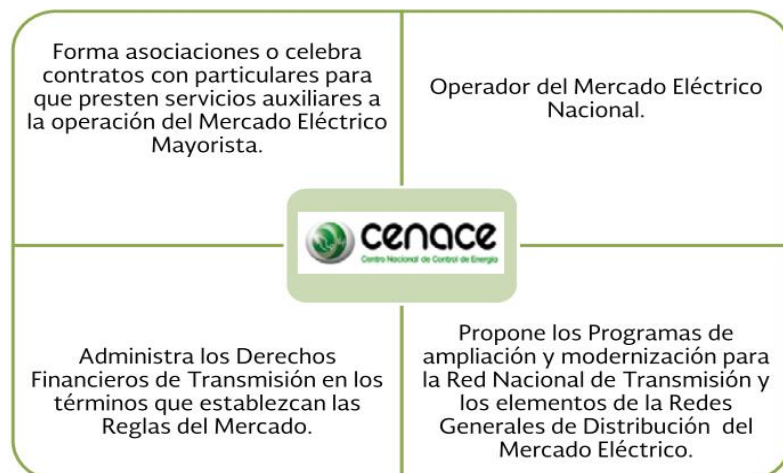 Forma asociaciones o celebra
contratos con particulares para
que presten servicios auxiliares a
la operación del Mercado Eléctrico
Mayorista.
Operador del Mercado Eléctrico
Nacional.
cenace
Centro Nacional de Control de Energía
Administra los Derechos
Financieros de Transmisión en los
términos que establezcan las
Reglas del Mercado.
Propone los Programas de
ampliación y modernización para
la Red Nacional de Transmisión y
los elementos de la Redes
Generales de Distribución del
Mercado Eléctrico.